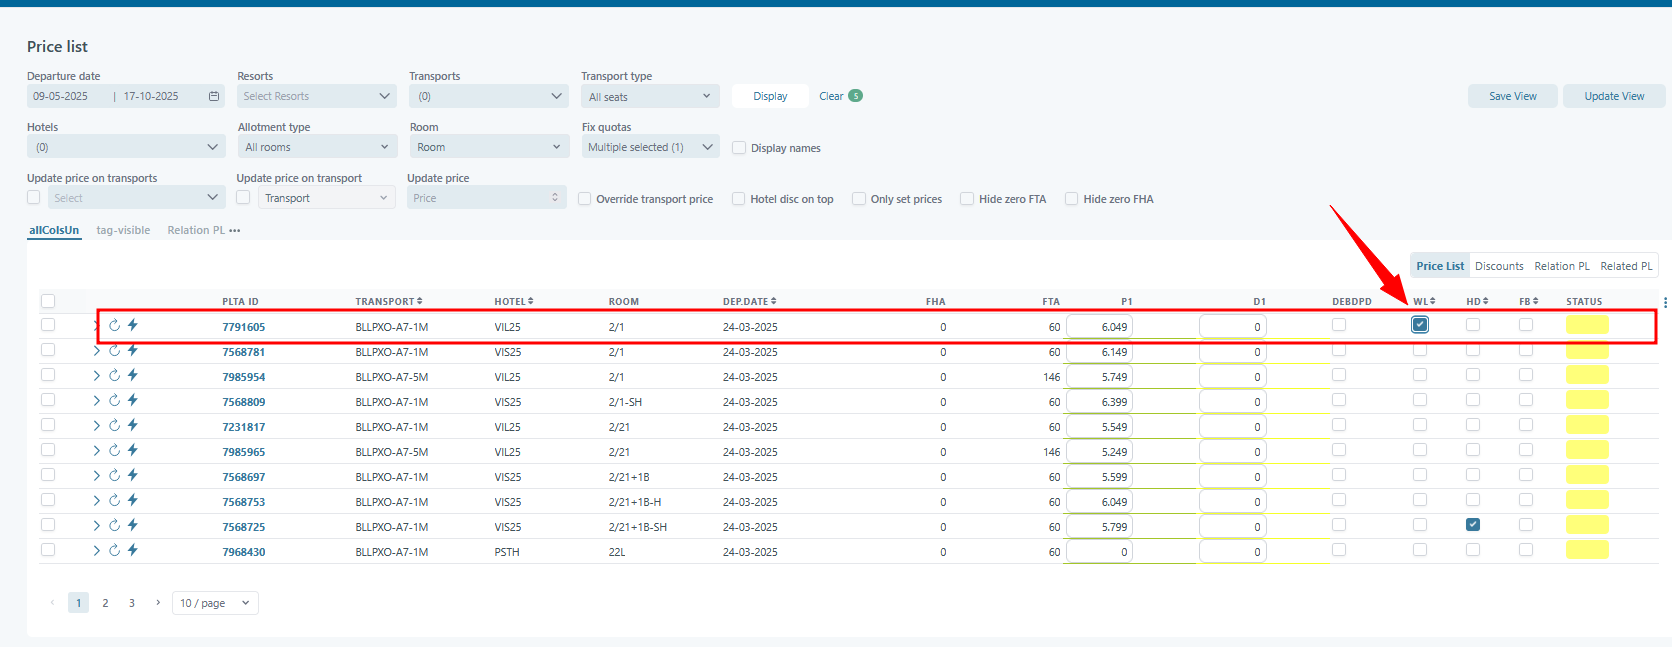 Price list
Departure date Resorts Transports Transport type
09-05-2025 | 17-10-2025 Select Resorts (0) All seats Display Clear 5 Save View Update View
Hotels Allotment type Room Fix quotas
(0) All rooms Room Multiple selected (1) Display names
Update price on transports Update price on transport Update price
Select Transport Price Override transport price Hotel disc on top Only set prices Hide zero FTA Hide zero FHA
allColsUn tag-visible Relation PL •••
Price List Discounts Relation PL Related PL
PLTA ID TRANSPORT HOTEL ROOM DEP.DATE FHA FTA P1 D1 DEBDPD WL HD FB STATUS
7791605 BLLPXO-A7-1M VIL25 2/1 24-03-2025 0 60 6.049 0
7568781 BLLPXO-A7-1M VIS25 2/1 24-03-2025 0 60 6.149 0
7985954 BLLPXO-A7-5M VIL25 2/1 24-03-2025 0 146 5.749 0
7568809 BLLPXO-A7-1M VIS25 2/1-SH 24-03-2025 0 60 6.399 0
7231817 BLLPXO-A7-1M VIL25 2/21 24-03-2025 0 60 5.549 0
7985965 BLLPXO-A7-5M VIL25 2/21 24-03-2025 0 146 5.249 0
7568697 BLLPXO-A7-1M VIS25 2/21+1B 24-03-2025 0 60 5.599 0
7568753 BLLPXO-A7-1M VIS25 2/21+1B-H 24-03-2025 0 60 6.049 0
7568725 BLLPXO-A7-1M VIS25 2/21+1B-SH 24-03-2025 0 60 5.799 0
7968430 BLLPXO-A7-1M PSTH 22L 24-03-2025 0 60 0 0
1 2 3 10 / page